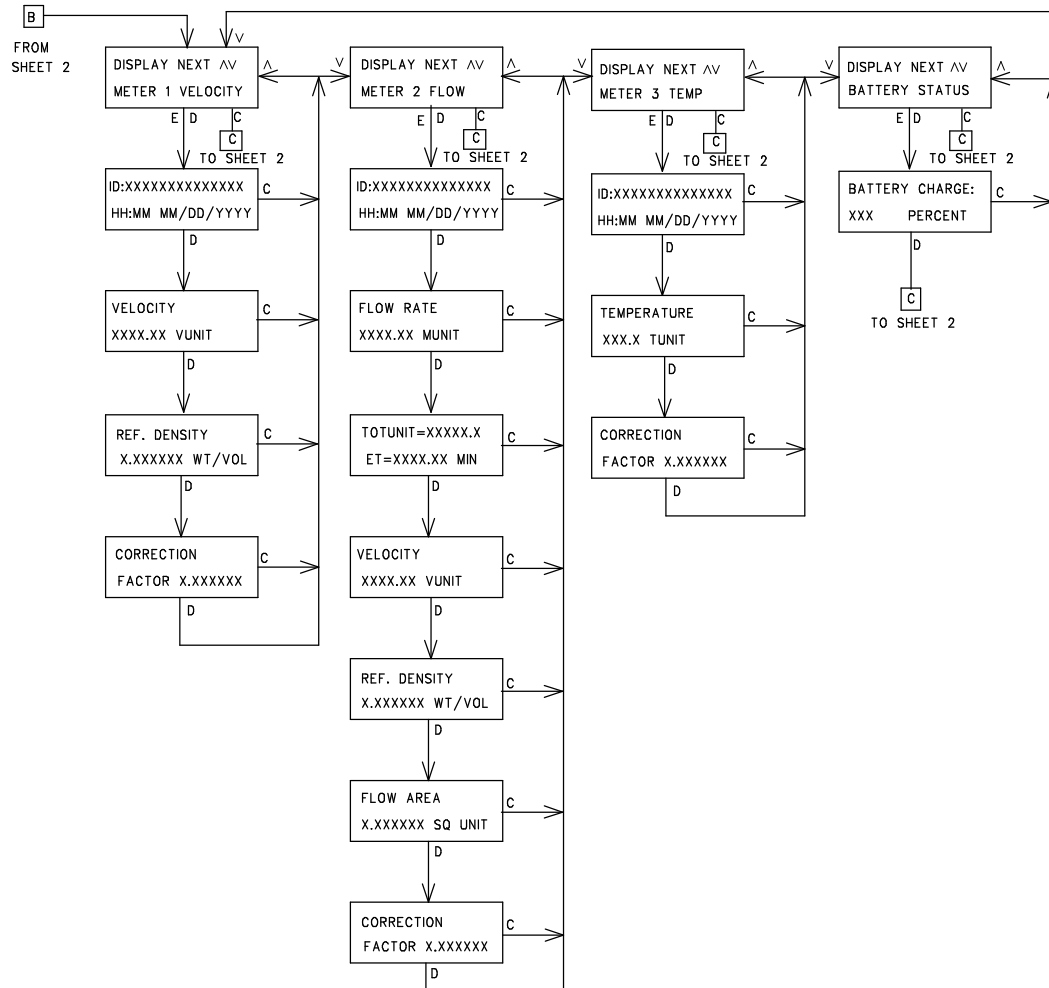 B
FROM
SHEET 2
V
DISPLAY NEXT ΛV
METER 1 VELOCITY
Λ
E D
C
C
TO SHEET 2
ID:XXXXXXXXXXXXXX
HH:MM MM/DD/YYYY
C
D
VELOCITY
XXXX.XX VUNIT
C
D
REF. DENSITY
X.XXXXXX WT/VOL
C
D
CORRECTION
FACTOR X.XXXXXX
C
D
V
DISPLAY NEXT ΛV
METER 2 FLOW
Λ
E D
C
C
TO SHEET 2
ID:XXXXXXXXXXXXXX
HH:MM MM/DD/YYYY
C
D
FLOW RATE
XXXX.XX MUNIT
C
D
TOTUNIT=XXXXX.X
ET=XXXX.XX MIN
C
D
VELOCITY
XXXX.XX VUNIT
C
D
REF. DENSITY
X.XXXXXX WT/VOL
C
D
FLOW AREA
X.XXXXXX SQ UNIT
C
D
CORRECTION
FACTOR X.XXXXXX
C
D
V
DISPLAY NEXT ΛV
METER 3 TEMP
Λ
E D
C
C
TO SHEET 2
ID:XXXXXXXXXXXXXX
HH:MM MM/DD/YYYY
C
D
TEMPERATURE
XXX.X TUNIT
C
D
CORRECTION
FACTOR X.XXXXXX
C
D
V
DISPLAY NEXT ΛV
BATTERY STATUS
Λ
Λ
E D
C
C
TO SHEET 2
BATTERY CHARGE:
XXX PERCENT
C
D
C
TO SHEET 2